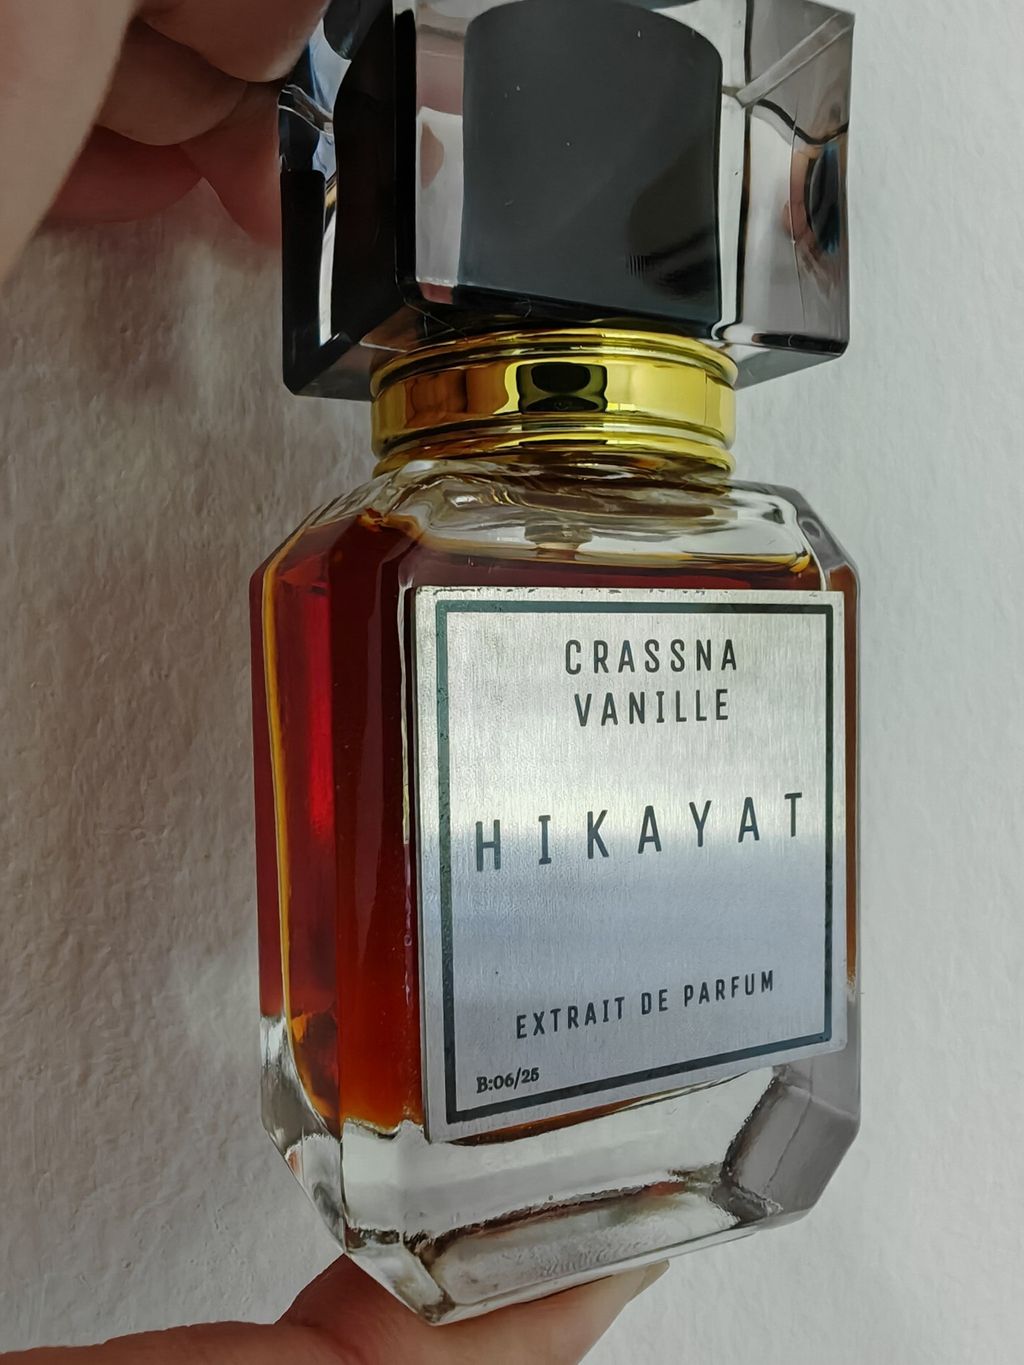 CRASSNA
VANILLE
HIKAYAT
EXTRAIT DE PARFUM
B:06/25